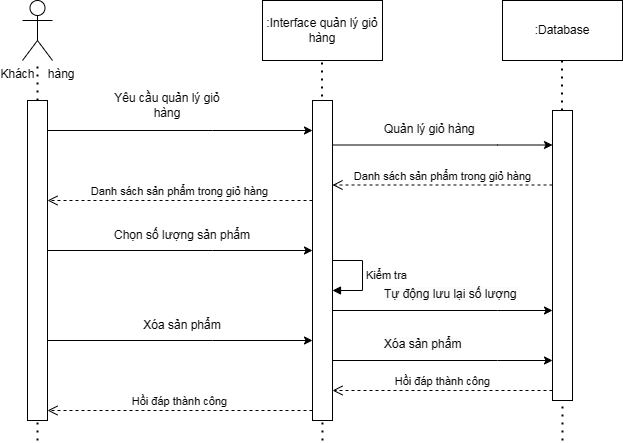 :Interface quản lý giỏ
hàng
:Database
Khách hàng
Yêu cầu quản lý giỏ
hàng
Quản lý giỏ hàng
Danh sách sản phẩm trong giỏ hàng
Danh sách sản phẩm trong giỏ hàng
Chọn số lượng sản phẩm
Kiểm tra
Tự động lưu lại số lượng
Xóa sản phẩm
Xóa sản phẩm
Hồi đáp thành công
Hồi đáp thành công